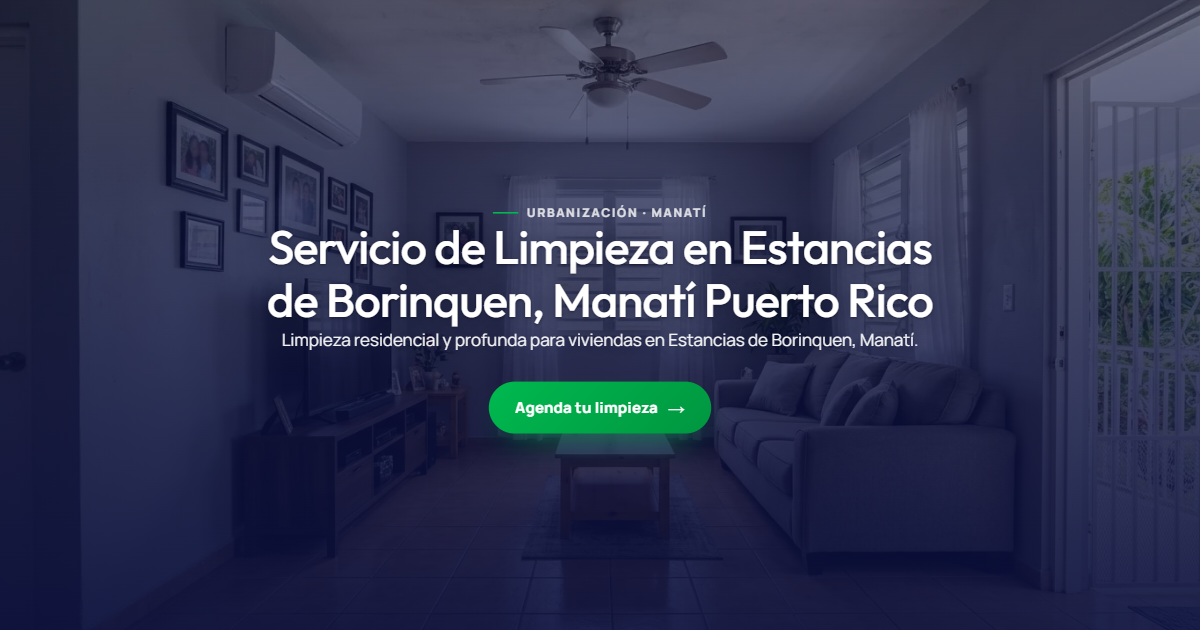 URBANIZACIÓN · MANATÍ
Servicio de Limpieza en Estancias
de Borinquen, Manatí Puerto Rico
Limpieza residencial y profunda para viviendas en Estancias de Borinquen, Manatí.
Agenda tu limpieza →